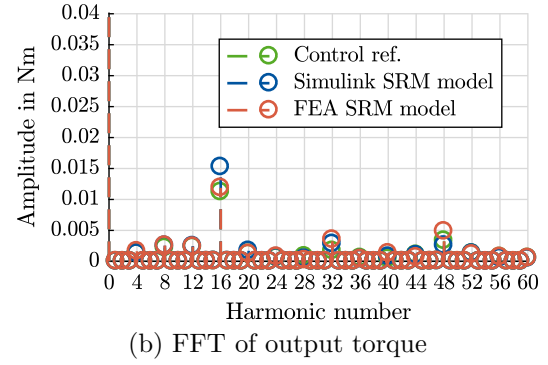 0.04
0.035
0.03
0.025
0.02
0.015
0.01
0.005
0
Amplitude in Nm
Control ref.
Simulink SRM model
FEA SRM model
0 4 8 12 16 20 24 28 32 36 40 44 48 52 56 60
Harmonic number
(b) FFT of output torque